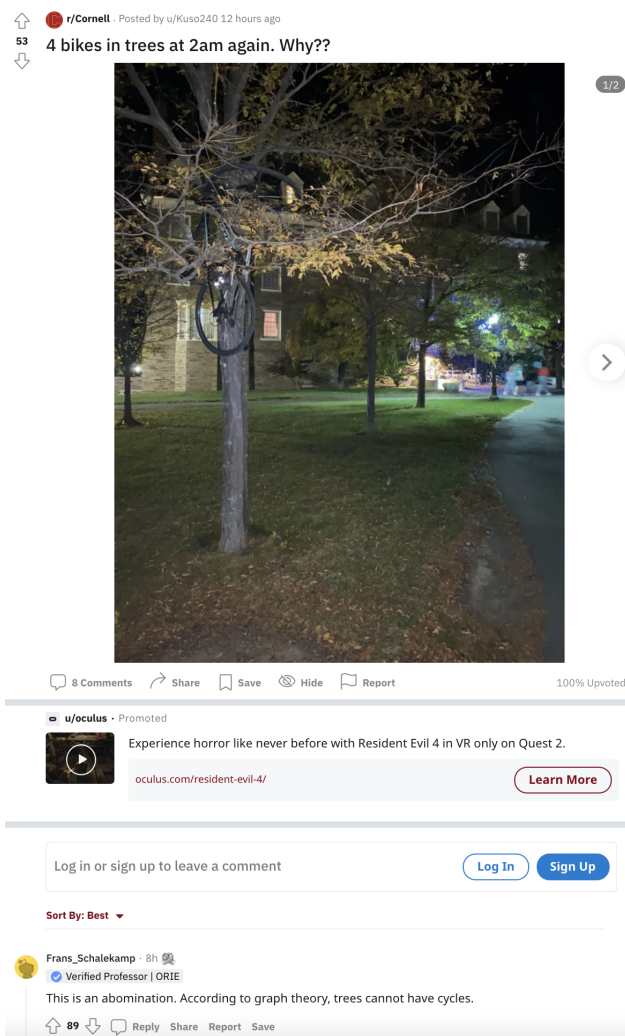 r/Cornell · Posted by u/Kuso240 12 hours ago
53
4 bikes in trees at 2am again. Why??
1/2
8 Comments Share Save Hide Report 100% Upvoted
u/oculus · Promoted
Experience horror like never before with Resident Evil 4 in VR only on Quest 2.
oculus.com/resident-evil-4/
Learn More
Log in or sign up to leave a comment
Log In
Sign Up
Sort By: Best
Frans_Schalekamp · 8h
Verified Professor | ORIE
This is an abomination. According to graph theory, trees cannot have cycles.
89 Reply Share Report Save